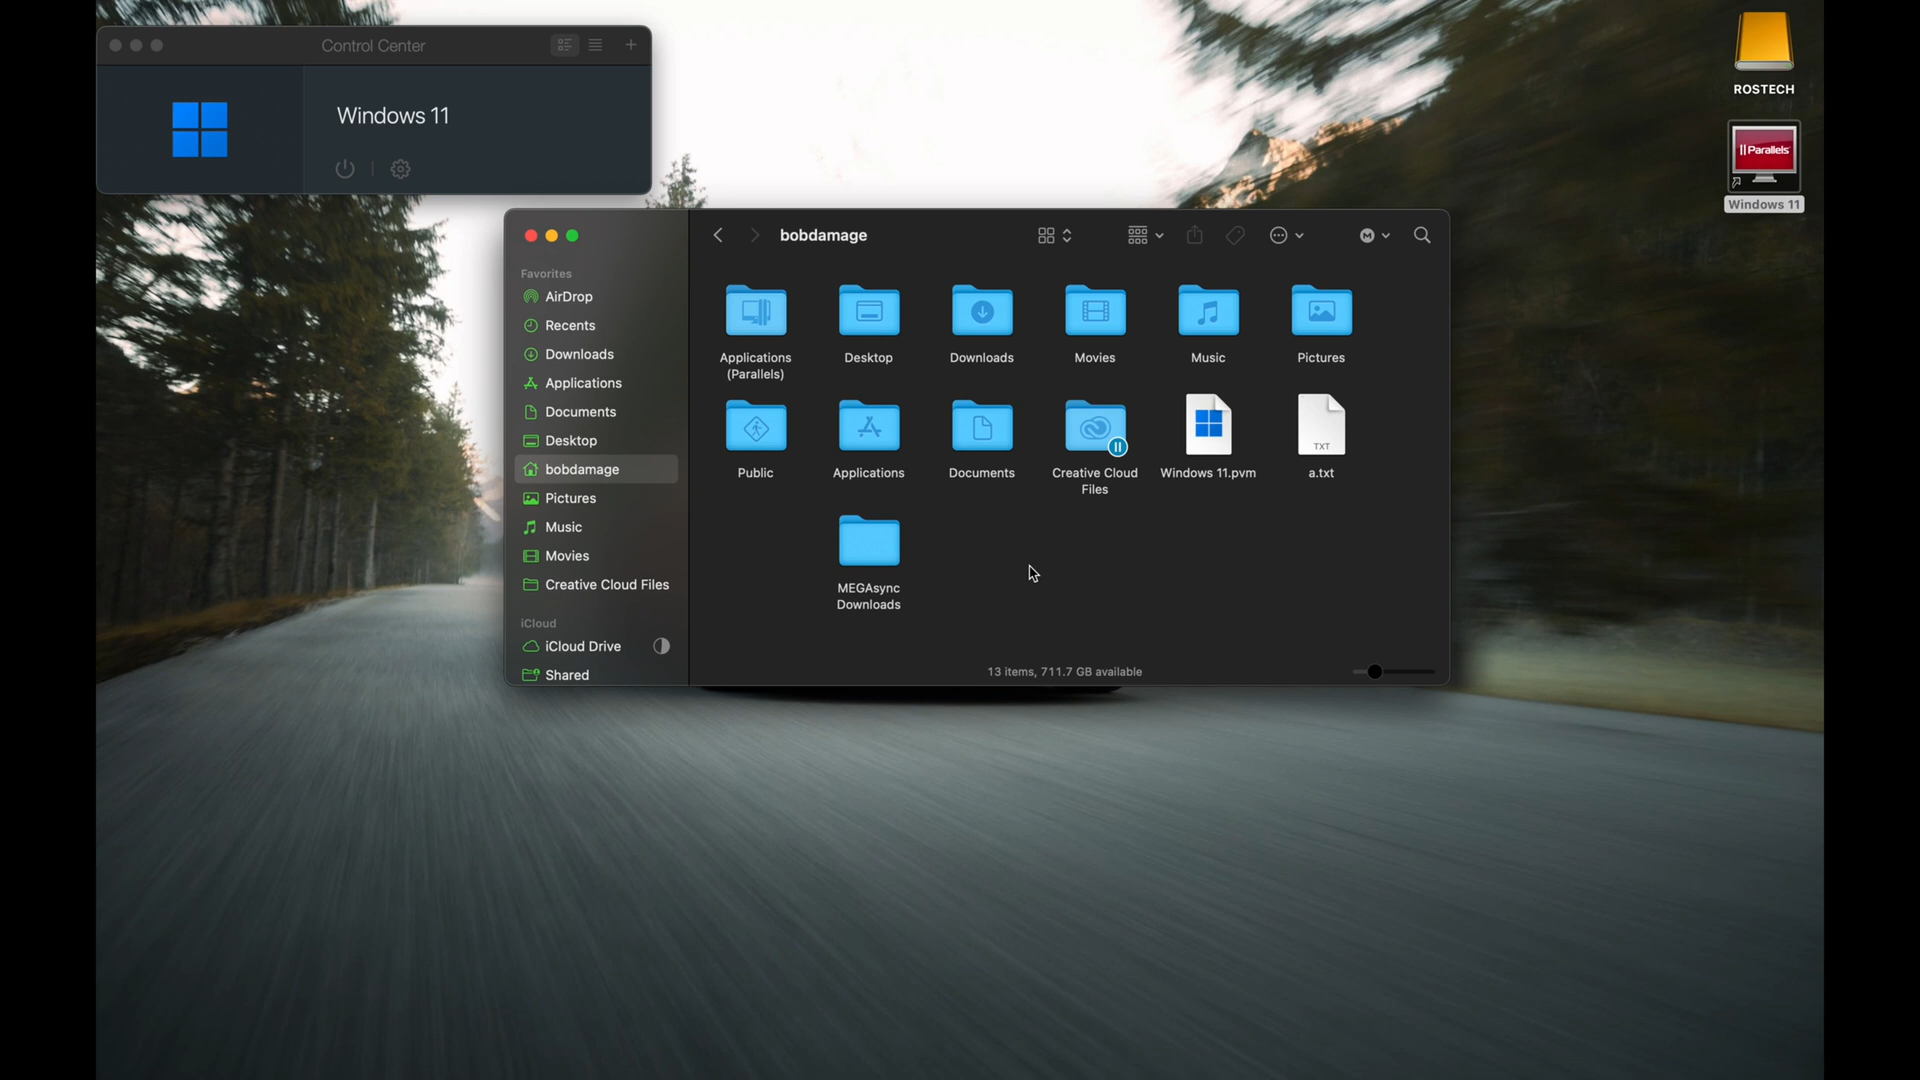 Control Center
Windows 11
ROSTECH
Parallels
Windows 11
bobdamage
Favorites
AirDrop
Recents
Downloads
Applications
Documents
Desktop
bobdamage
Pictures
Music
Movies
Creative Cloud Files
iCloud
iCloud Drive
Shared
Applications
(Parallels)
Desktop
Downloads
Movies
Music
Pictures
Public
Applications
Documents
Creative Cloud
Files
Windows 11.pvm
TXT
a.txt
MEGAsync
Downloads
13 items, 711.7 GB available